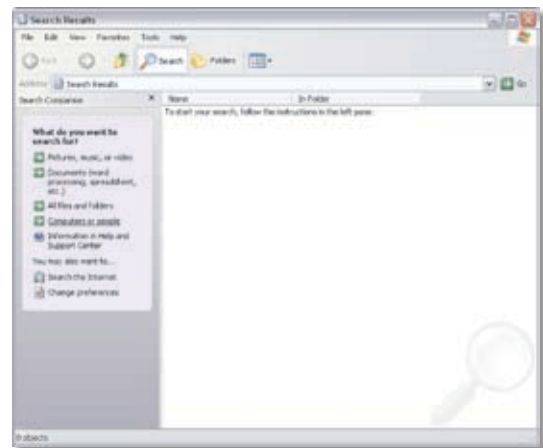 Search Results
File Edit View Favorites Tools Help
Back Search Folders
Address Search Results Go
Search Companion
Name In Folder
To start your search, follow the instructions in the left pane.
What do you want to
search for?
Pictures, music, or video
Documents (word
processing, spreadsheet,
etc.)
All files and folders
Computers or people
Information in Help and
Support Center
You may also want to...
Search the Internet
Change preferences
0 objects